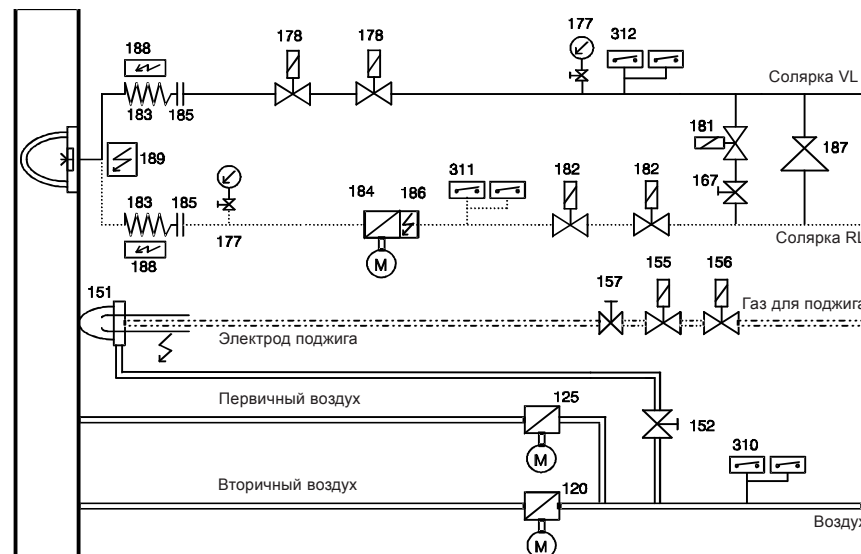 178
178
177
312
188
Солярка VL
183
185
181
187
189
311
182
182
183
185
184
186
167
177
188
Солярка RL
M
151
157
155
156
Газ для поджига
Электрод поджига
Первичный воздух
125
152
M
310
Вторичный воздух
120
Воздух
M